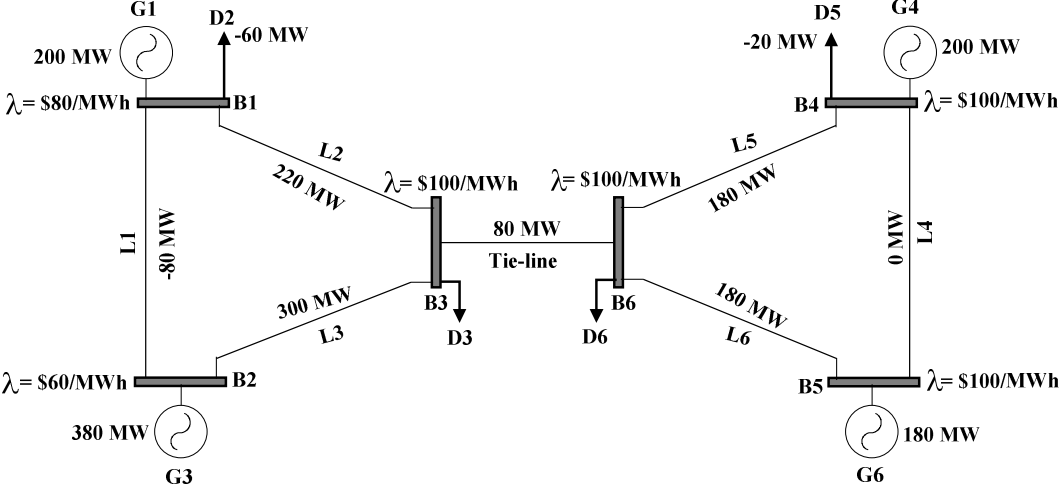 G1
D2
-60 MW
200 MW
λ= $80/MWh
B1
L2
220 MW
L1
-80 MW
λ= $100/MWh
300 MW
L3
B3
D3
λ= $60/MWh
B2
380 MW
G3
80 MW
Tie-line
D5
G4
-20 MW
200 MW
B4
λ= $100/MWh
L5
180 MW
λ= $100/MWh
0 MW
L4
B6
D6
180 MW
L6
B5
λ= $100/MWh
180 MW
G6